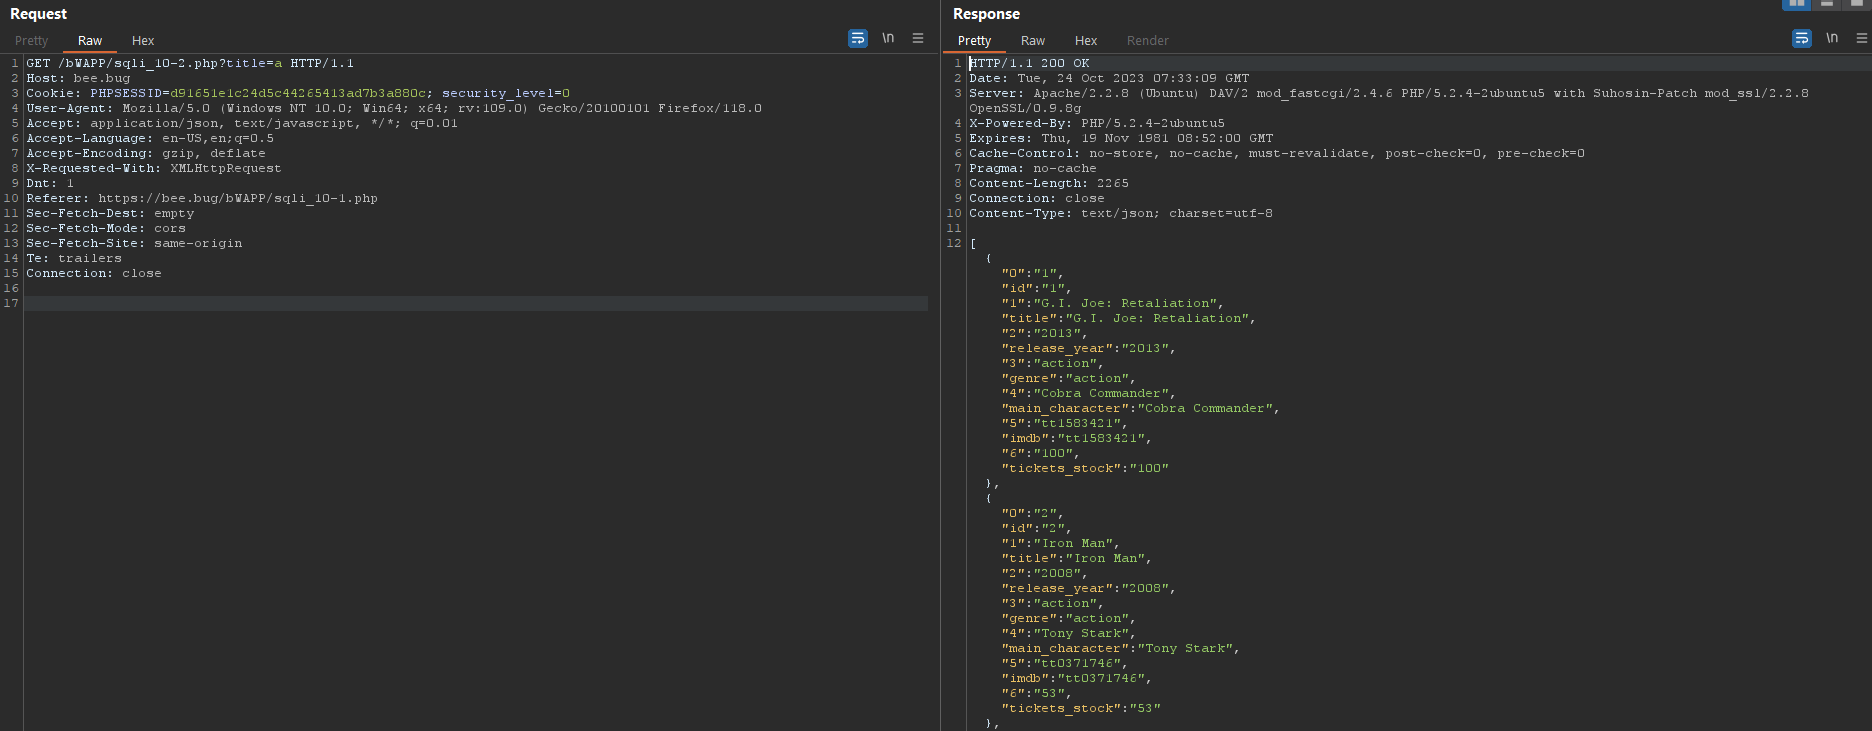 Request
Pretty Raw Hex \n
1 GET /bWAPP/sqli_10-2.php?title=a HTTP/1.1
2 Host: bee.bug
3 Cookie: PHPSESSID=d91651e1c24d5c44265413ad7b3a880c; security_level=0
4 User-Agent: Mozilla/5.0 (Windows NT 10.0; Win64; x64; rv:109.0) Gecko/20100101 Firefox/118.0
5 Accept: application/json, text/javascript, */*; q=0.01
6 Accept-Language: en-US,en;q=0.5
7 Accept-Encoding: gzip, deflate
8 X-Requested-With: XMLHttpRequest
9 Dnt: 1
10 Referer: https://bee.bug/bWAPP/sqli_10-1.php
11 Sec-Fetch-Dest: empty
12 Sec-Fetch-Mode: cors
13 Sec-Fetch-Site: same-origin
14 Te: trailers
15 Connection: close
16
17
Response
Pretty Raw Hex Render \n
1 HTTP/1.1 200 OK
2 Date: Tue, 24 Oct 2023 07:33:09 GMT
3 Server: Apache/2.2.8 (Ubuntu) DAV/2 mod_fastcgi/2.4.6 PHP/5.2.4-2ubuntu5 with Suhosin-Patch mod_ssl/2.2.8
OpenSSL/0.9.8g
4 X-Powered-By: PHP/5.2.4-2ubuntu5
5 Expires: Thu, 19 Nov 1981 08:52:00 GMT
6 Cache-Control: no-store, no-cache, must-revalidate, post-check=0, pre-check=0
7 Pragma: no-cache
8 Content-Length: 2265
9 Connection: close
10 Content-Type: text/json; charset=utf-8
11
12 [
{
"0":"1",
"id":"1",
"1":"G.I. Joe: Retaliation",
"title":"G.I. Joe: Retaliation",
"2":"2013",
"release_year":"2013",
"3":"action",
"genre":"action",
"4":"Cobra Commander",
"main_character":"Cobra Commander",
"5":"tt1583421",
"imdb":"tt1583421",
"6":"100",
"tickets_stock":"100"
},
{
"0":"2",
"id":"2",
"1":"Iron Man",
"title":"Iron Man",
"2":"2008",
"release_year":"2008",
"3":"action",
"genre":"action",
"4":"Tony Stark",
"main_character":"Tony Stark",
"5":"tt0371746",
"imdb":"tt0371746",
"6":"53",
"tickets_stock":"53"
},